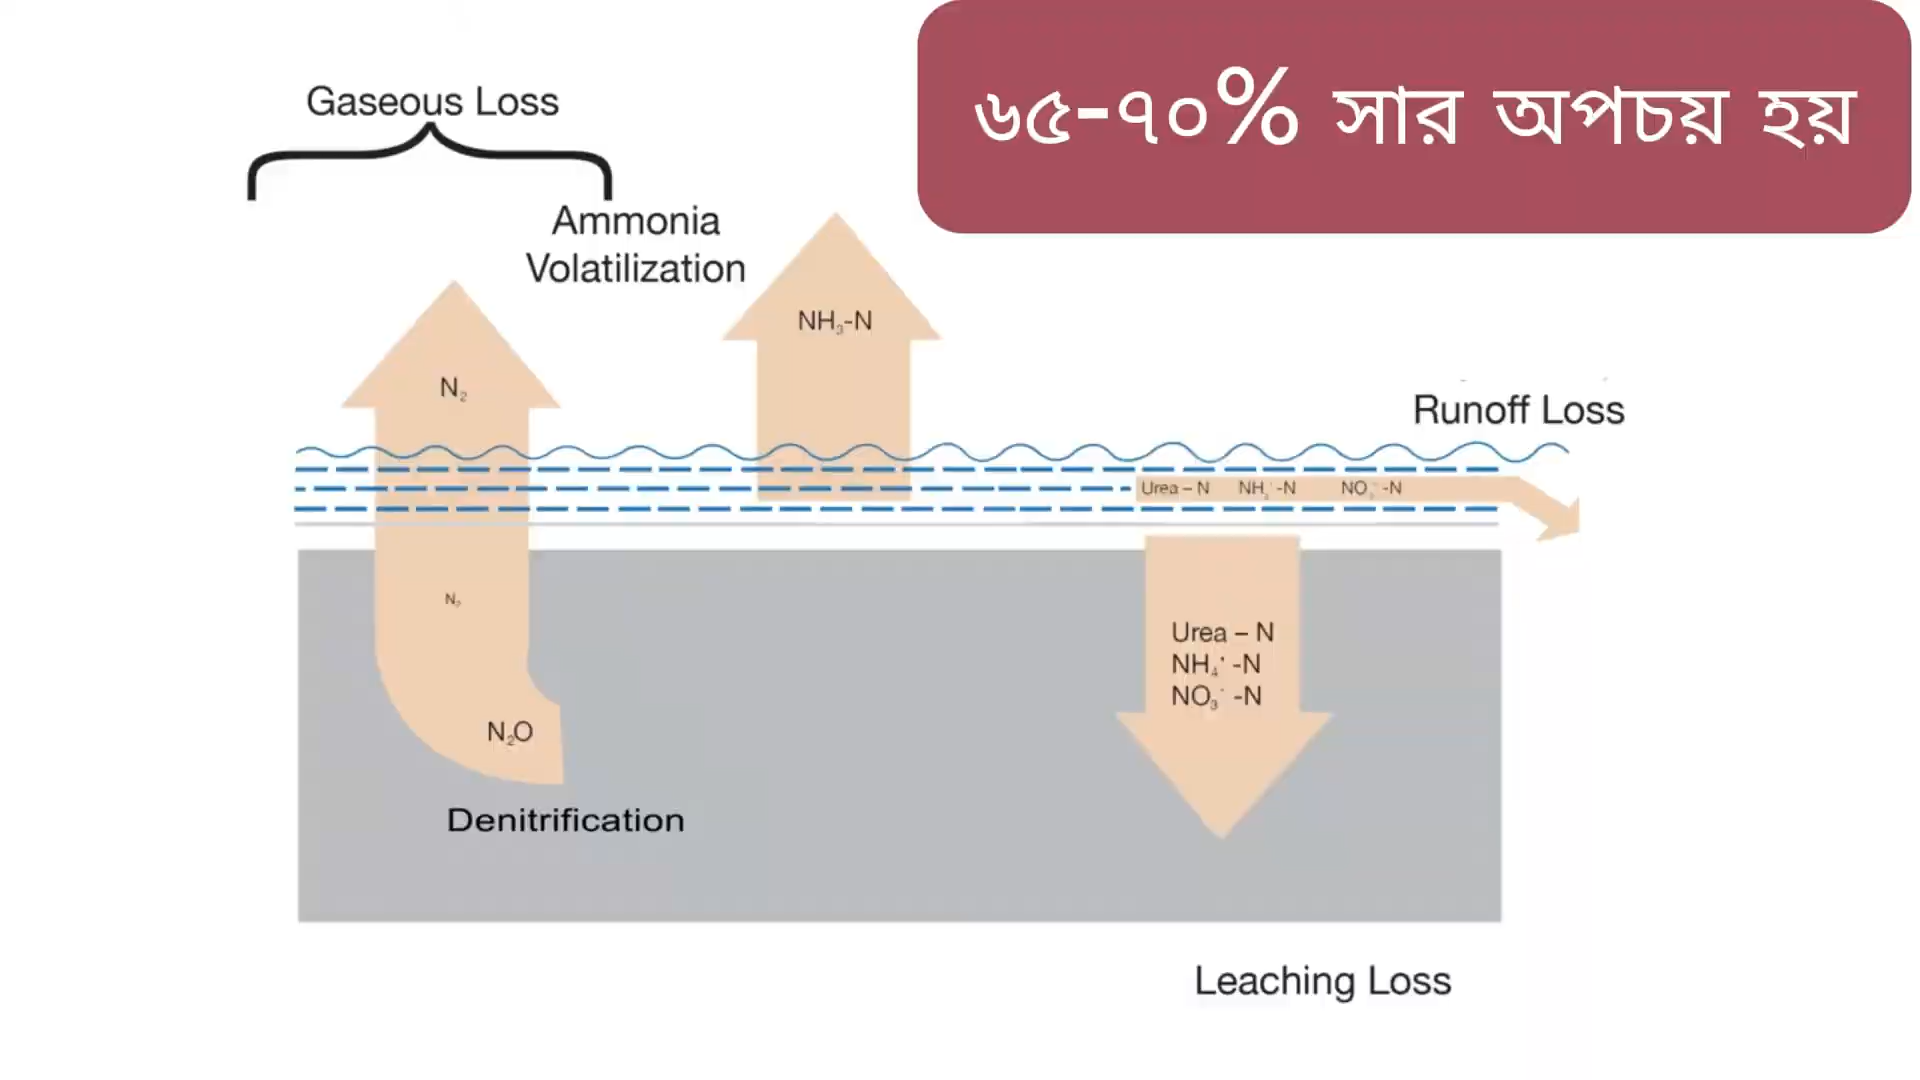 ৬৫-৭০% সার অপচয় হয়
Gaseous Loss
Ammonia
Volatilization
NH₃-N
N₂
Runoff Loss
Urea – N NH₄⁺-N NO₃⁻-N
N₂
Urea – N
NH₄⁺-N
NO₃⁻-N
N₂O
Denitrification
Leaching Loss